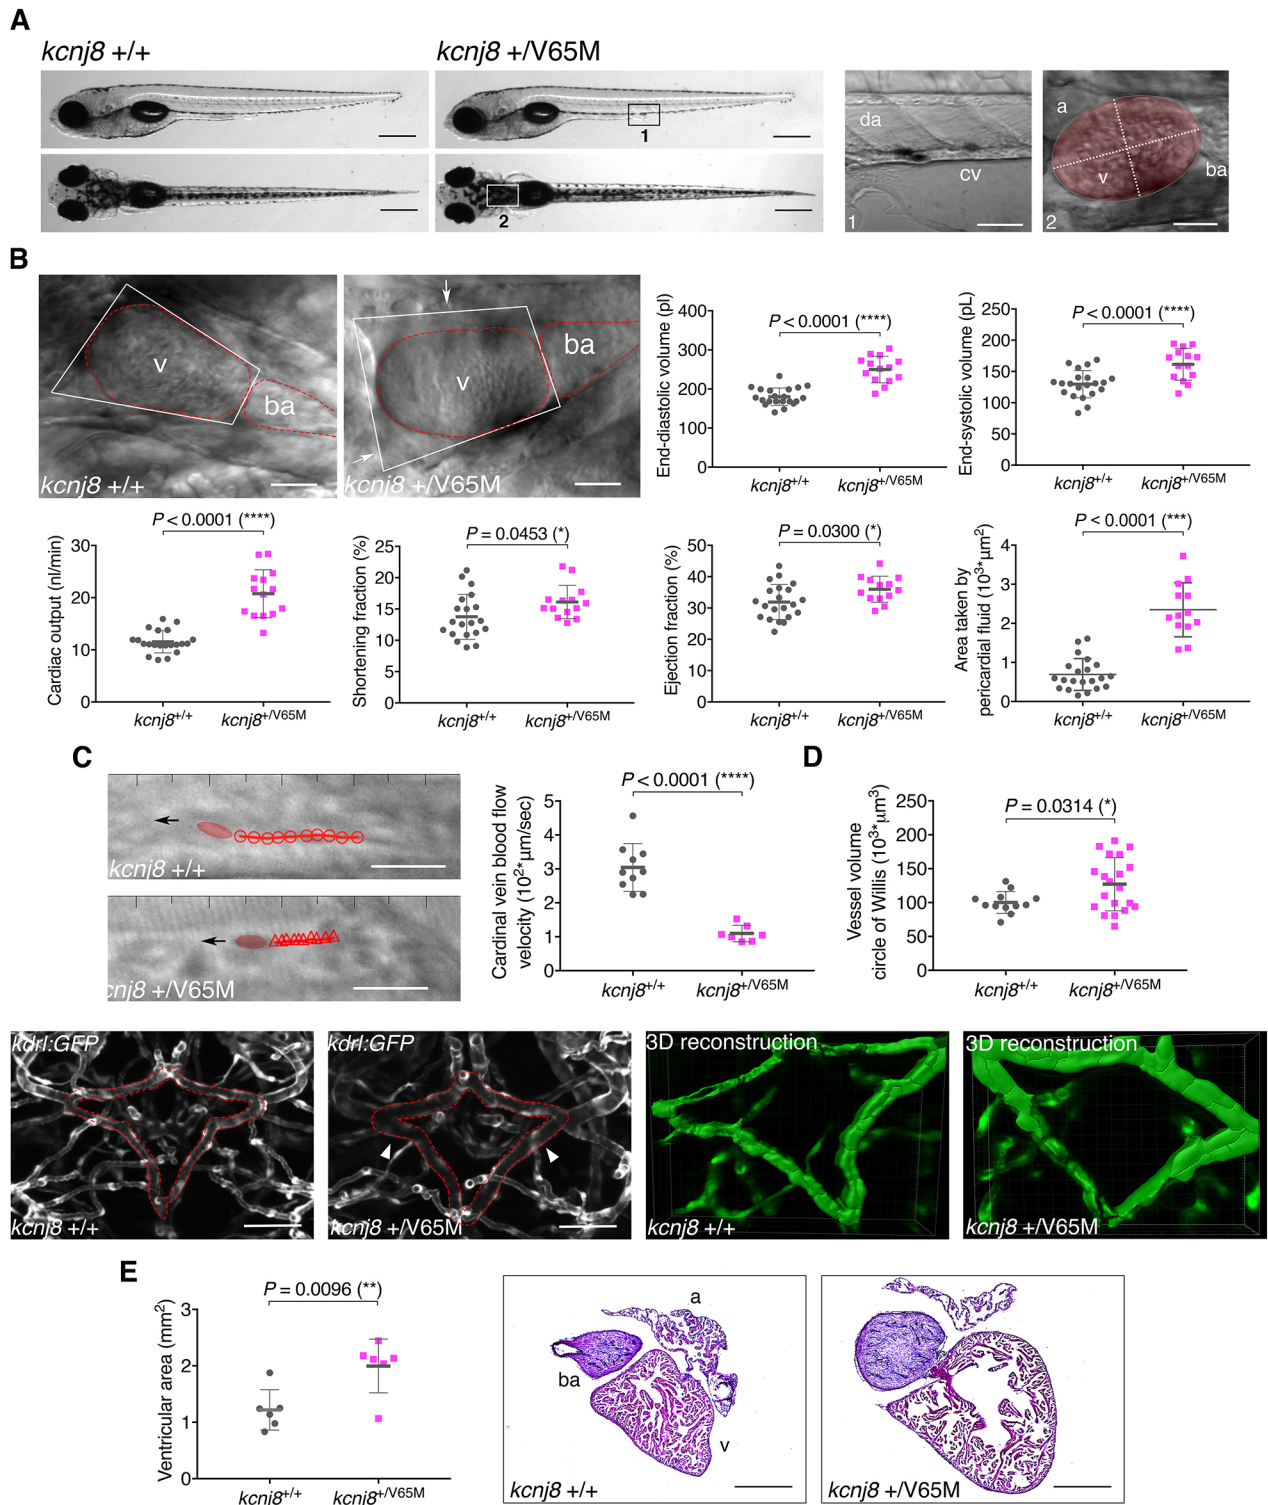 A
kcnj8 +/+
kcnj8 +/V65M
1
2
da
cv
1
a
v
ba
2
B
v
ba
kcnj8 +/+
v
ba
kcnj8 +/V65M
End-diastolic volume (pl)
P < 0.0001 (****)
400
300
200
100
0
kcnj8+/+
kcnj8+/V65M
End-systolic volume (pL)
P < 0.0001 (****)
250
200
150
100
50
0
kcnj8+/+
kcnj8+/V65M
Cardiac output (nl/min)
P < 0.0001 (****)
30
20
10
0
kcnj8+/+
kcnj8+/V65M
Shortening fraction (%)
P = 0.0453 (*)
25
20
15
10
5
0
kcnj8+/+
kcnj8+/V65M
Ejection fraction (%)
P = 0.0300 (*)
50
40
30
20
10
0
kcnj8+/+
kcnj8+/V65M
Area taken by
pericardial fluid (10³*µm²)
P < 0.0001 (***)
4
3
2
1
0
kcnj8+/+
kcnj8+/V65M
C
kcnj8 +/+
cnj8 +/V65M
Cardinal vein blood flow
velocity (10²*µm/sec)
P < 0.0001 (****)
5
4
3
2
1
0
kcnj8+/+
kcnj8+/V65M
D
Vessel volume
circle of Willis (10³*µm³)
P = 0.0314 (*)
250
200
150
100
50
0
kcnj8+/+
kcnj8+/V65M
kdrl:GFP
kcnj8 +/+
kdrl:GFP
kcnj8 +/V65M
3D reconstruction
kcnj8 +/+
3D reconstruction
kcnj8 +/V65M
E
Ventricular area (mm²)
P = 0.0096 (**)
3
2
1
0
kcnj8+/+
kcnj8+/V65M
a
ba
v
kcnj8 +/+
kcnj8 +/V65M